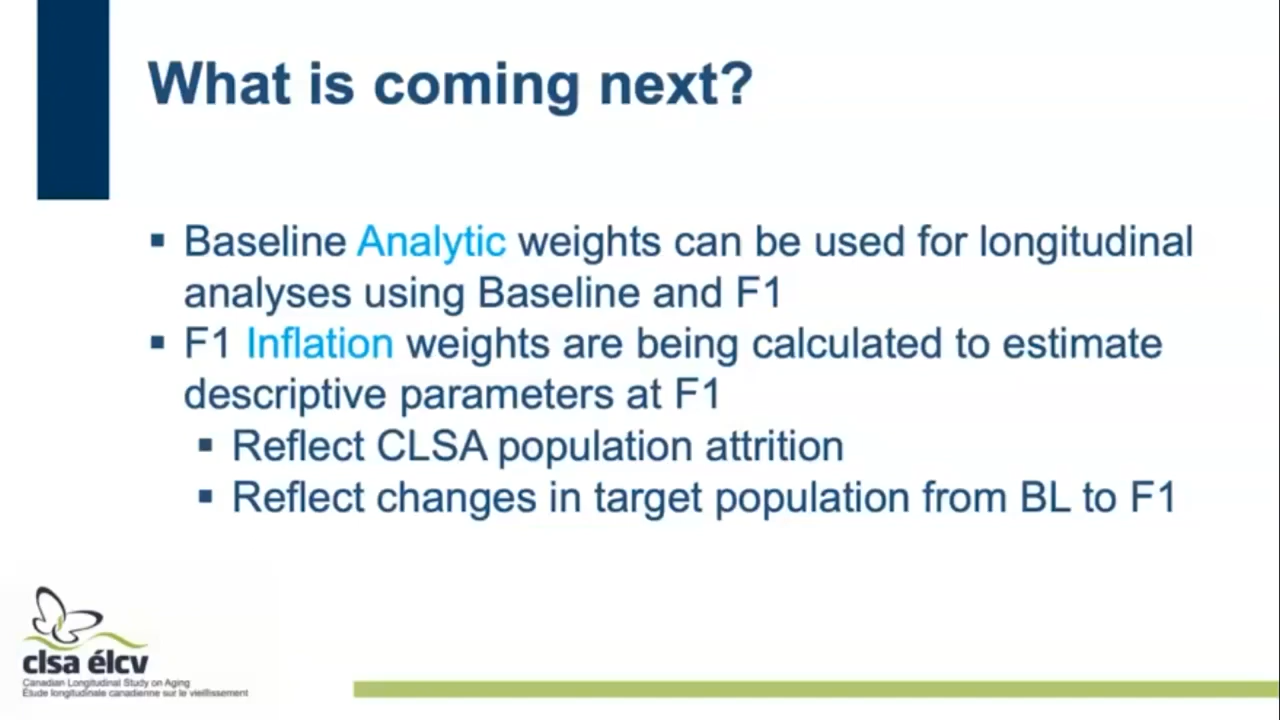 What is coming next?
▪ Baseline Analytic weights can be used for longitudinal
analyses using Baseline and F1
▪ F1 Inflation weights are being calculated to estimate
descriptive parameters at F1
▪ Reflect CLSA population attrition
▪ Reflect changes in target population from BL to F1
clsa élcv
Canadian Longitudinal Study on Aging
Étude longitudinale canadienne sur le vieillissement